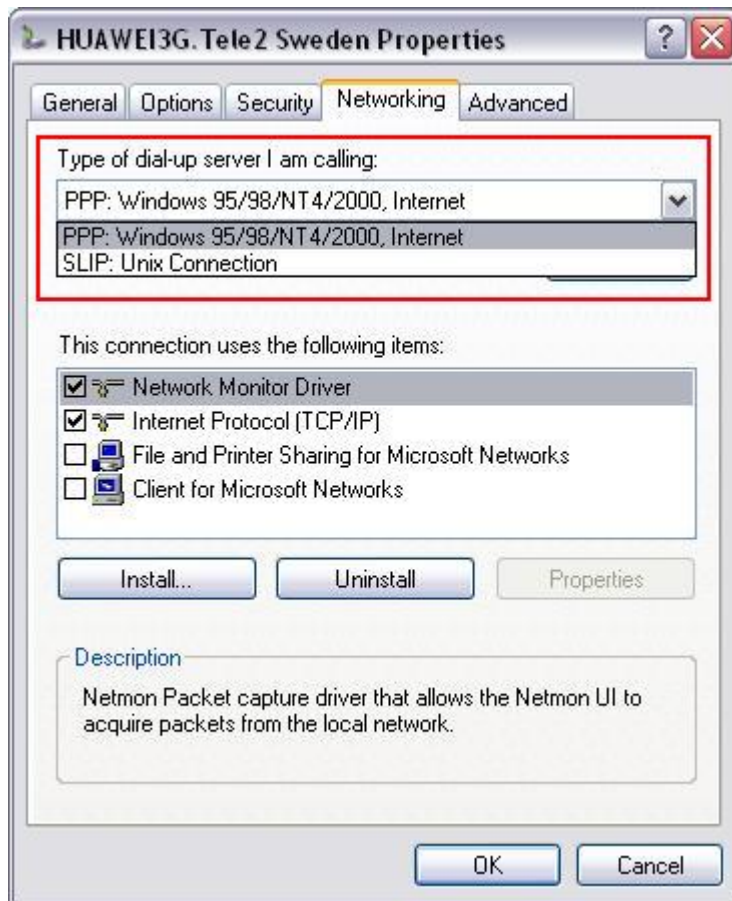 HUAWEI3G.Tele2 Sweden Properties
General Options Security Networking Advanced
Type of dial-up server I am calling:
PPP: Windows 95/98/NT4/2000, Internet
PPP: Windows 95/98/NT4/2000, Internet
SLIP: Unix Connection
This connection uses the following items:
Network Monitor Driver
Internet Protocol (TCP/IP)
File and Printer Sharing for Microsoft Networks
Client for Microsoft Networks
Install... Uninstall Properties
Description
Netmon Packet capture driver that allows the Netmon UI to
acquire packets from the local network.
OK Cancel